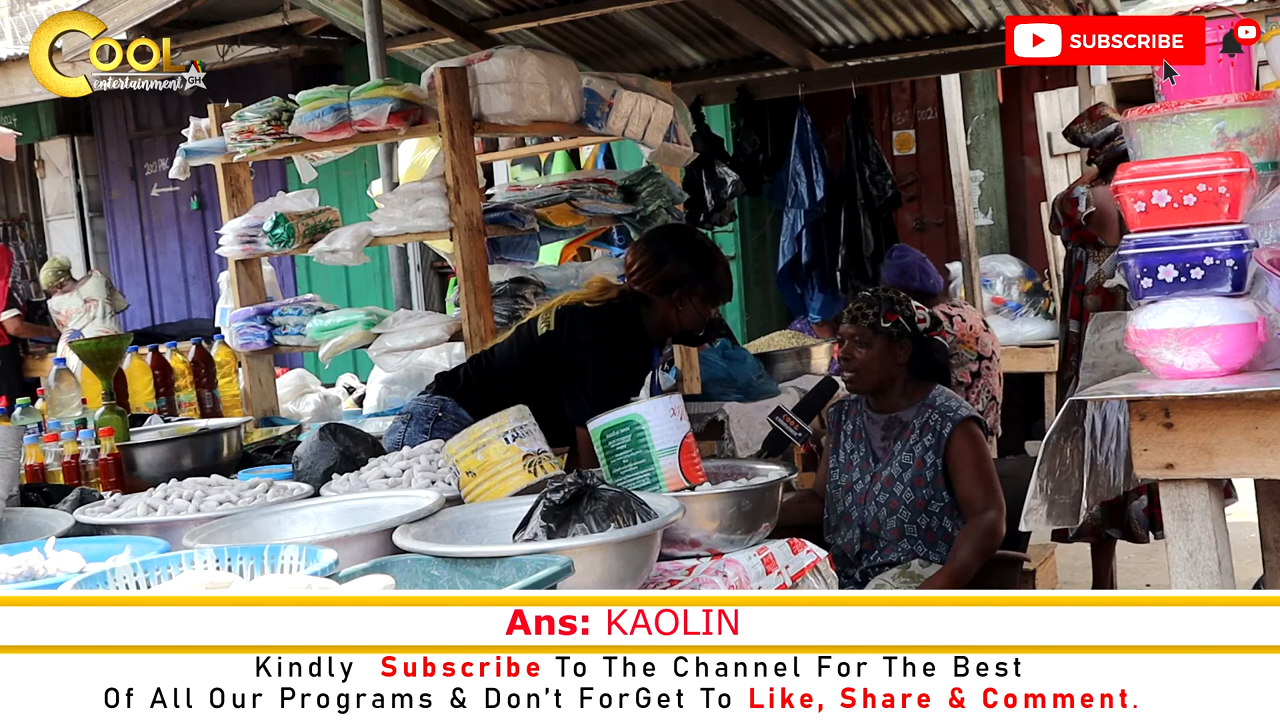 COOL
entertainment GH
SUBSCRIBE
Ans: KAOLIN
Kindly Subscribe To The Channel For The Best
Of All Our Programs & Don't ForGet To Like, Share & Comment.